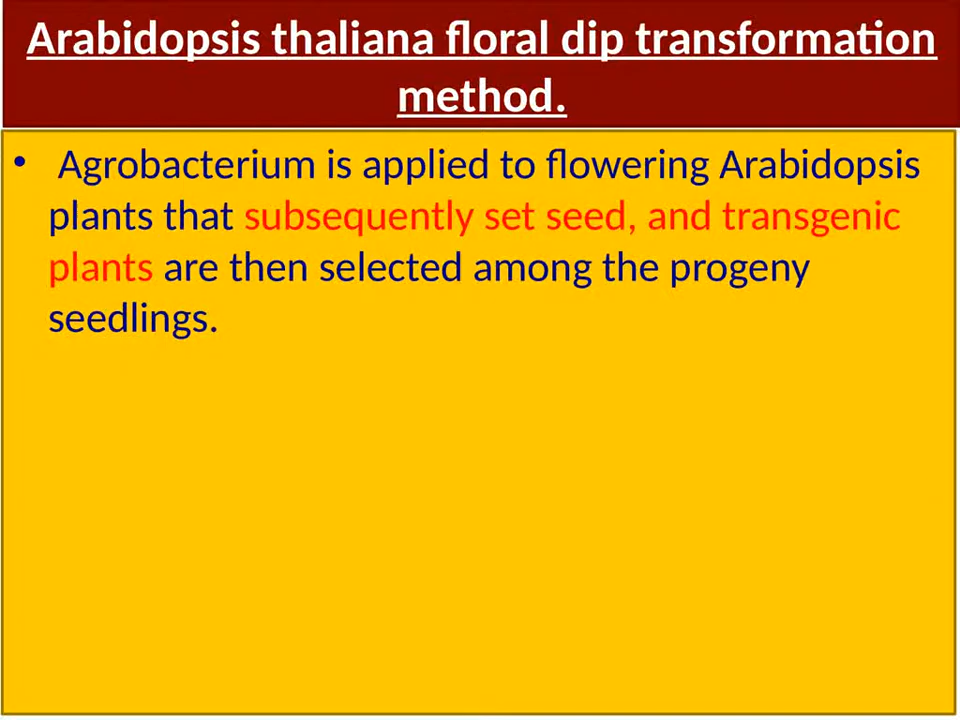 Arabidopsis thaliana floral dip transformation
method.
• Agrobacterium is applied to flowering Arabidopsis
plants that subsequently set seed, and transgenic
plants are then selected among the progeny
seedlings.